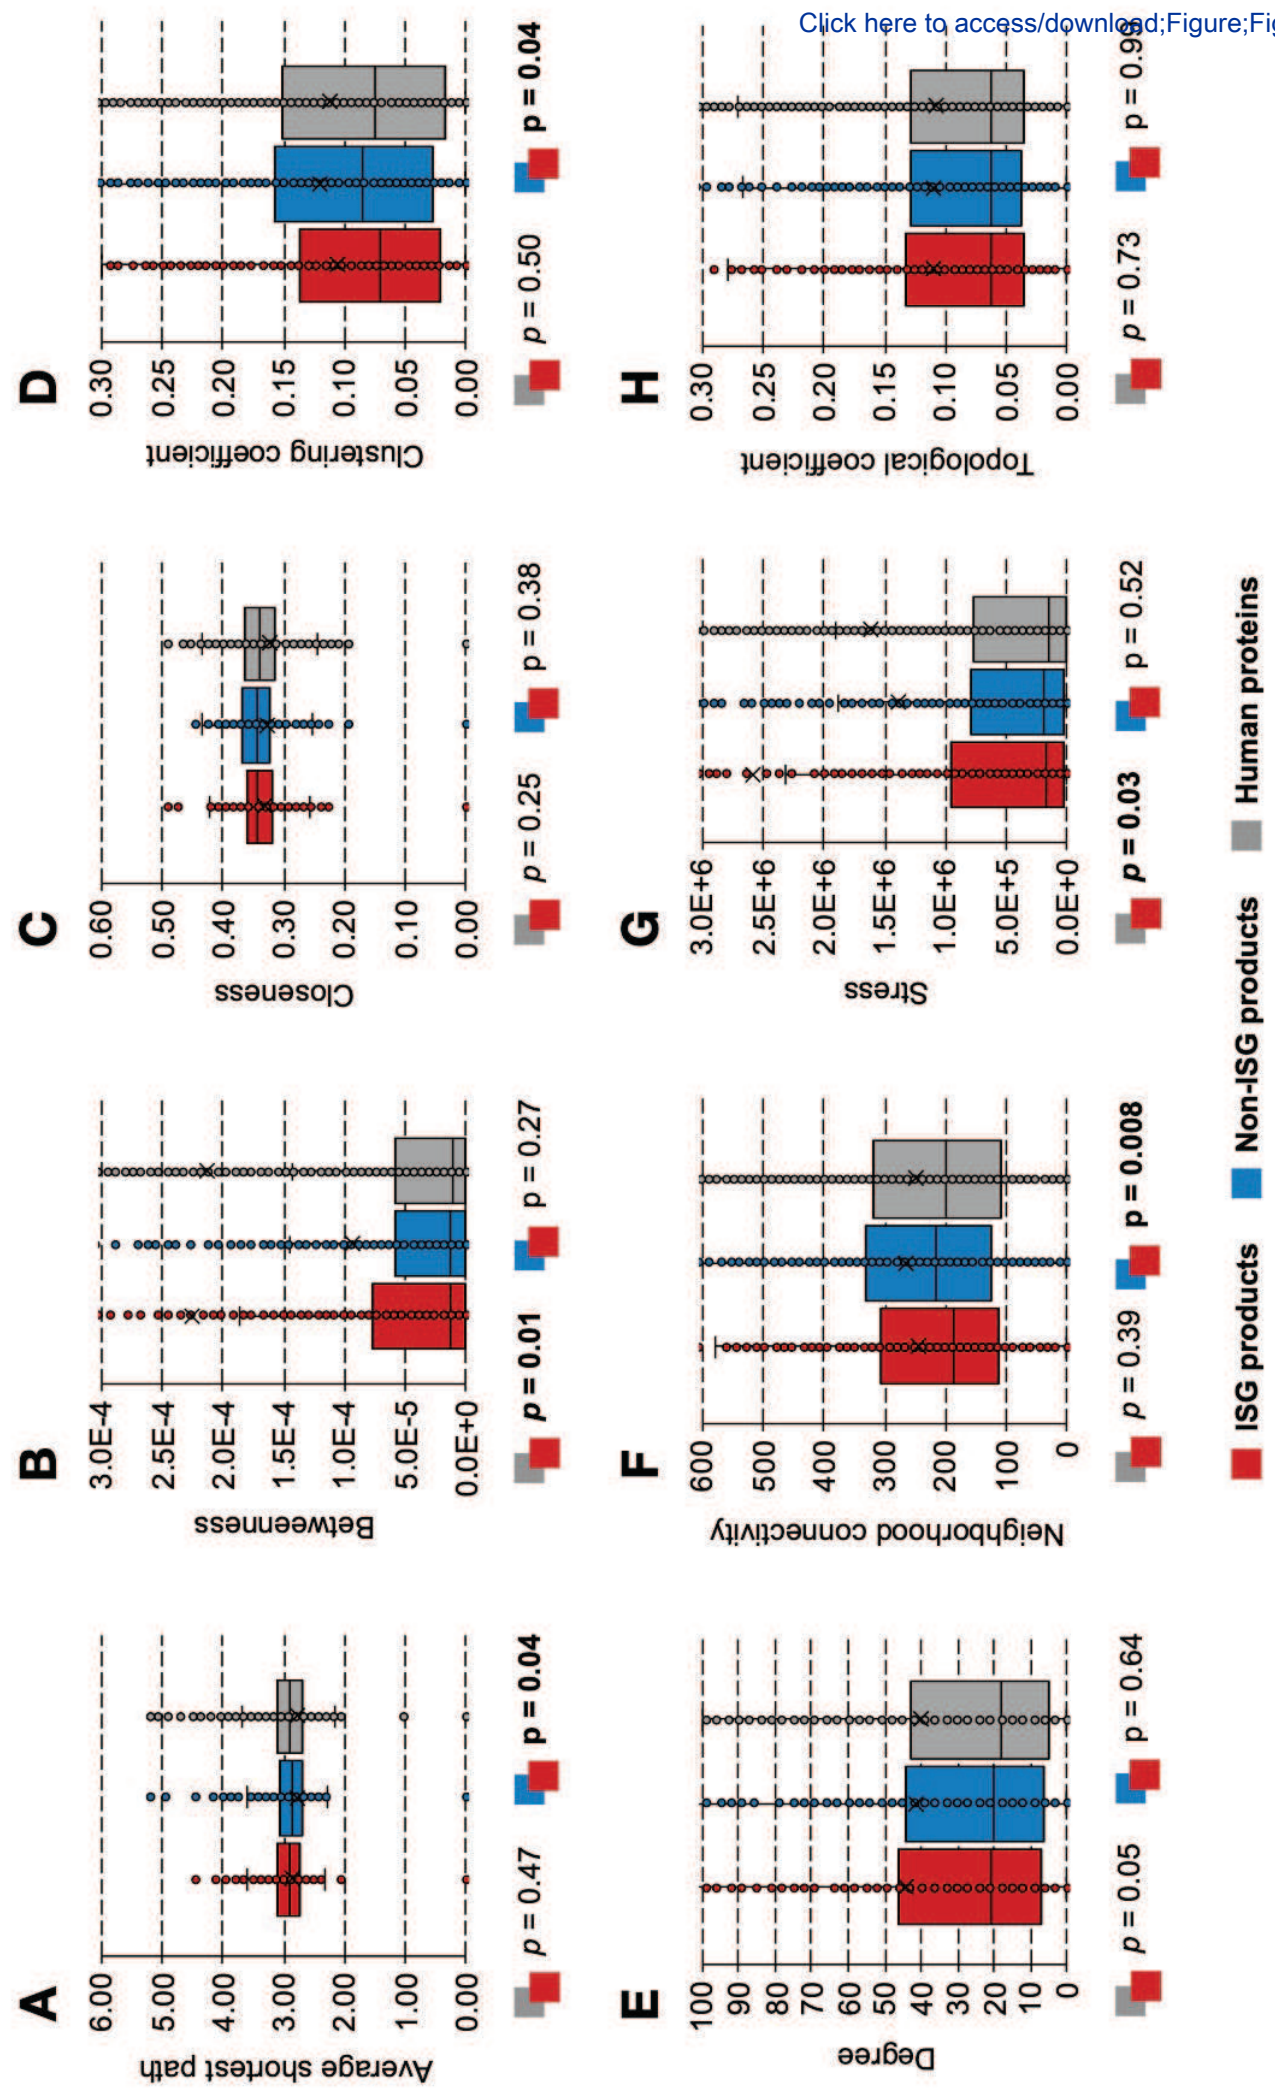 Click here to access/download;Figure;Fig
A
Average shortest path
6.00
5.00
4.00
3.00
2.00
1.00
0.00
p = 0.47
p = 0.04
B
Betweenness
3.0E-4
2.5E-4
2.0E-4
1.5E-4
1.0E-4
5.0E-5
0.0E+0
p = 0.01
p = 0.27
C
Closeness
0.60
0.50
0.40
0.30
0.20
0.10
0.00
p = 0.25
p = 0.38
D
Clustering coefficient
0.30
0.25
0.20
0.15
0.10
0.05
0.00
p = 0.50
p = 0.04
E
Degree
100
90
80
70
60
50
40
30
20
10
0
p = 0.05
p = 0.64
F
Neighborhood connectivity
600
500
400
300
200
100
0
p = 0.39
p = 0.008
G
Stress
3.0E+6
2.5E+6
2.0E+6
1.5E+6
1.0E+6
5.0E+5
0.0E+0
p = 0.03
p = 0.52
H
Topological coefficient
0.30
0.25
0.20
0.15
0.10
0.05
0.00
p = 0.73
p = 0.99
ISG products
Non-ISG products
Human proteins